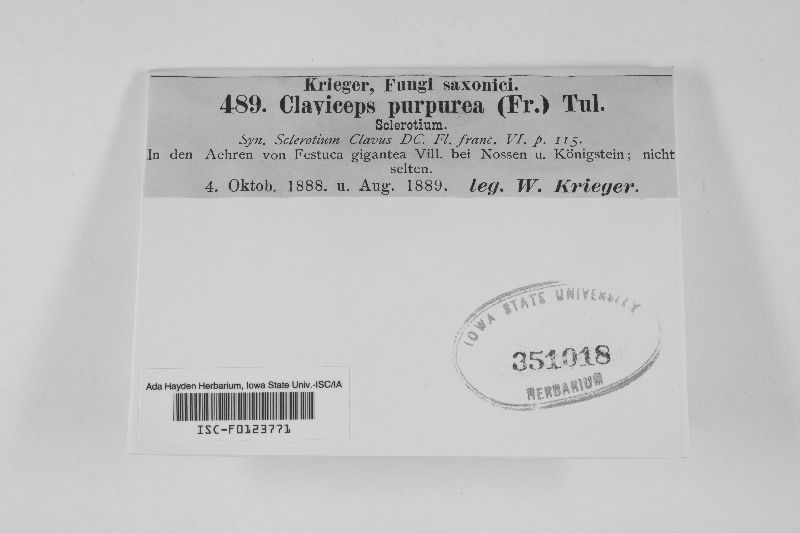 Krieger, Fungi saxonici.
489. Claviceps purpurea (Fr.) Tul.
Sclerotium.
Syn. Sclerotium Clavus DC. Fl. franc. VI. p. 115.
In den Aehren von Festuca gigantea Vill. bei Nossen u. Königstein; nicht
selten.
4. Oktob. 1888. u. Aug. 1889. leg. W. Krieger.
IOWA STATE UNIVERSITY
351018
HERBARIUM
Ada Hayden Herbarium, Iowa State Univ.-ISC/IA
ISC-F0123771